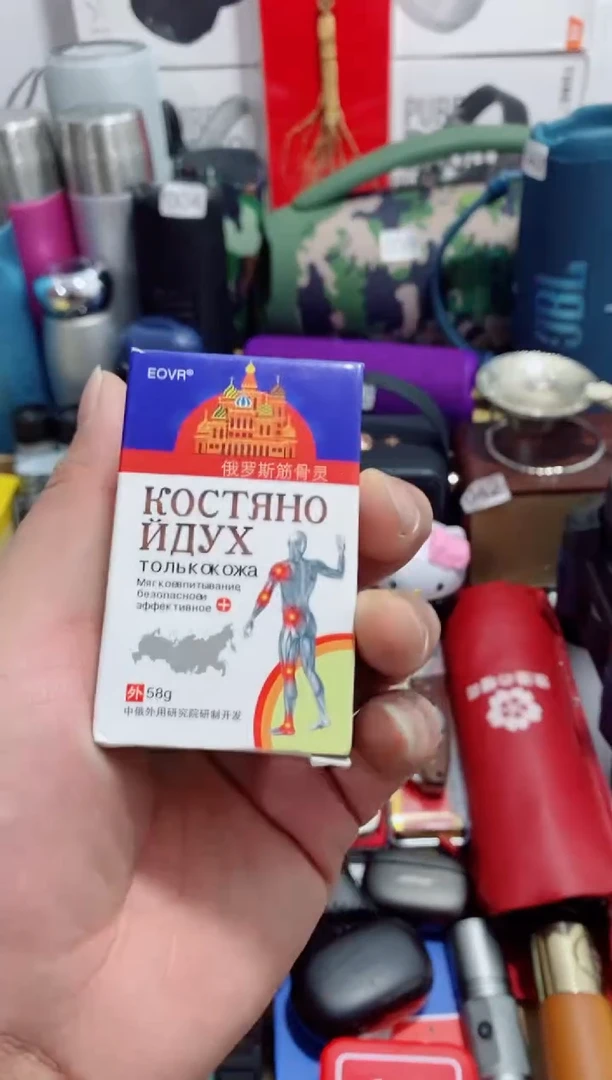 EOVR®
俄罗斯筋骨灵
КОСТЯНО
ЙДУХ
ТОЛЬКОКОЖА
Мягковпитывание,
безопасной
эффективное
外 58g
中俄外用研究院研制开发
JBL